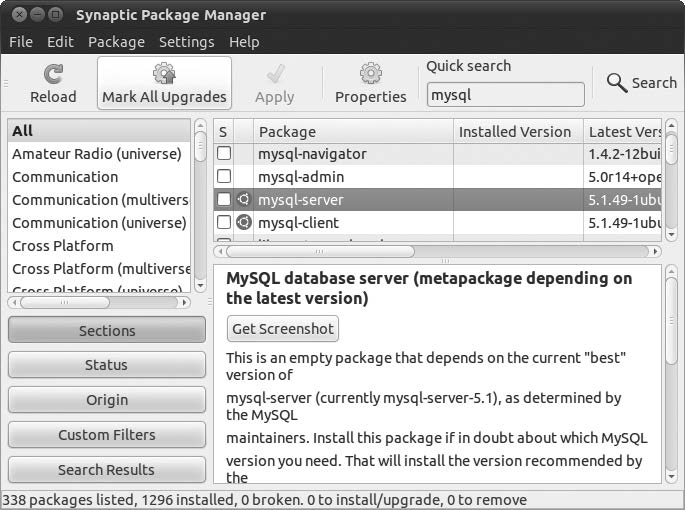 Synaptic Package Manager
File Edit Package Settings Help
Reload Mark All Upgrades Apply Properties
Quick search
mysql
Search
All
Amateur Radio (universe)
Communication
Communication (multivers
Communication (universe)
Cross Platform
Cross Platform (multiverse
Cross Platform (universe)
Sections
Status
Origin
Custom Filters
Search Results
S Package Installed Version Latest Vers
mysql-navigator 1.4.2-12bui
mysql-admin 5.0r14+ope
mysql-server 5.1.49-1ubu
mysql-client 5.1.49-1ubu
MySQL database server (metapackage depending on
the latest version)
Get Screenshot
This is an empty package that depends on the current "best"
version of
mysql-server (currently mysql-server-5.1), as determined by
the MySQL
maintainers. Install this package if in doubt about which MySQL
version you need. That will install the version recommended by
the
338 packages listed, 1296 installed, 0 broken. 0 to install/upgrade, 0 to remove